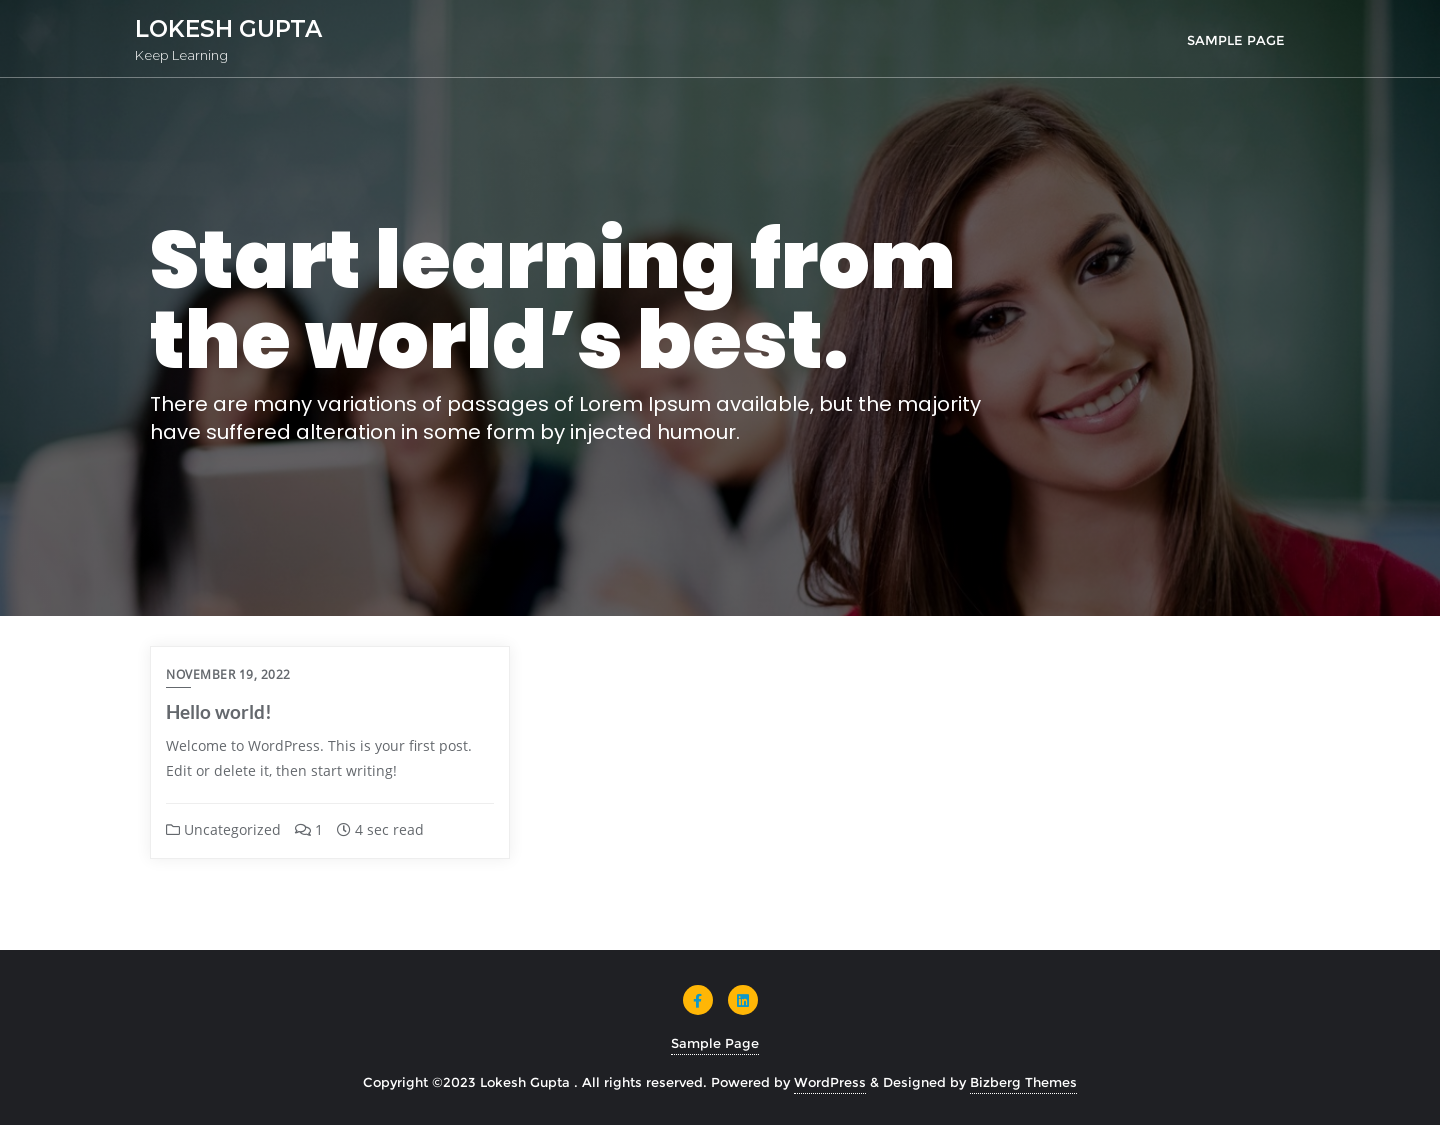 LOKESH GUPTA
Keep Learning
SAMPLE PAGE
Start learning from
the world’s best.
There are many variations of passages of Lorem Ipsum available, but the majority
have suffered alteration in some form by injected humour.
NOVEMBER 19, 2022
Hello world!
Welcome to WordPress. This is your first post.
Edit or delete it, then start writing!
Uncategorized 1 4 sec read
Sample Page
Copyright ©2023 Lokesh Gupta . All rights reserved. Powered by WordPress & Designed by Bizberg Themes